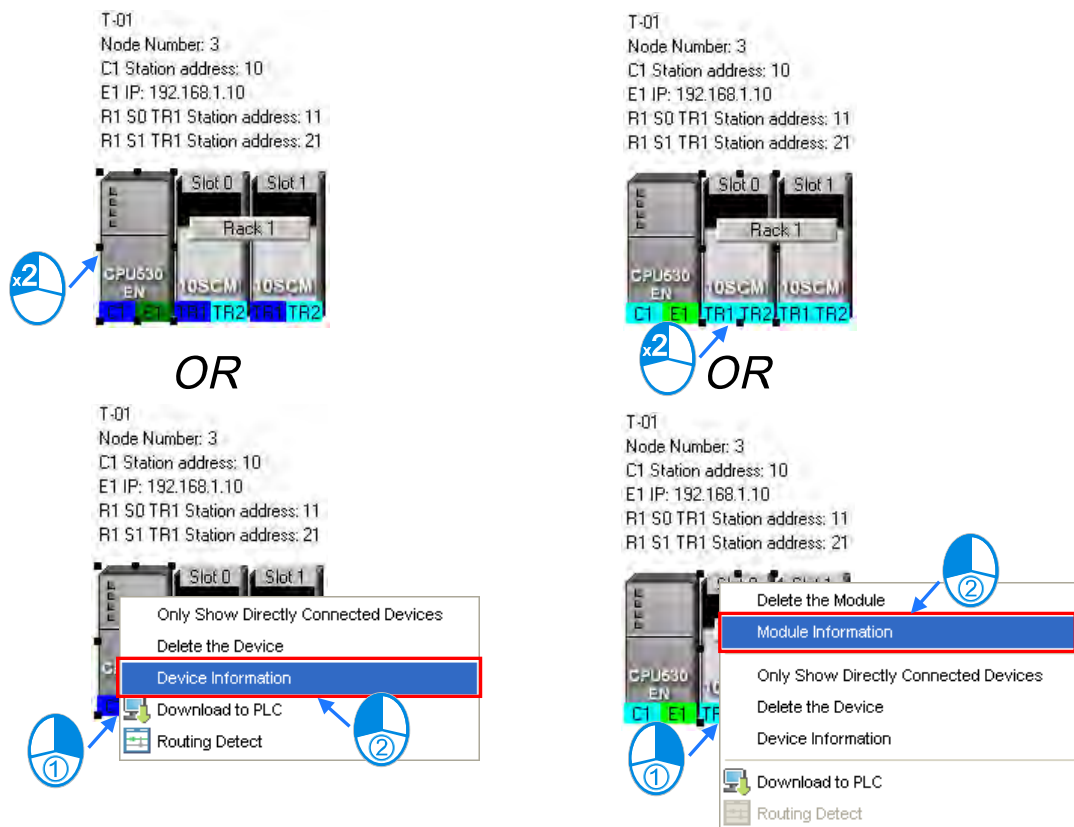 T-01
Node Number: 3
C1 Station address: 10
E1 IP: 192.168.1.10
R1 S0 TR1 Station address: 11
R1 S1 TR1 Station address: 21
Slot 0 Slot 1
Rack 1
CPU530 10SCM 10SCM
EN
C1 E1 TR1 TR2 TR1 TR2
x2
OR
T-01
Node Number: 3
C1 Station address: 10
E1 IP: 192.168.1.10
R1 S0 TR1 Station address: 11
R1 S1 TR1 Station address: 21
Slot 0 Slot 1
Only Show Directly Connected Devices
Delete the Device
Device Information
Download to PLC
Routing Detect
①
②
T-01
Node Number: 3
C1 Station address: 10
E1 IP: 192.168.1.10
R1 S0 TR1 Station address: 11
R1 S1 TR1 Station address: 21
Slot 0 Slot 1
Rack 1
CPU530 10SCM 10SCM
EN
C1 E1 TR1 TR2 TR1 TR2
x2
OR
T-01
Node Number: 3
C1 Station address: 10
E1 IP: 192.168.1.10
R1 S0 TR1 Station address: 11
R1 S1 TR1 Station address: 21
CPU530
EN
C1 E1
Delete the Module
Module Information
Only Show Directly Connected Devices
Delete the Device
Device Information
Download to PLC
Routing Detect
①
②